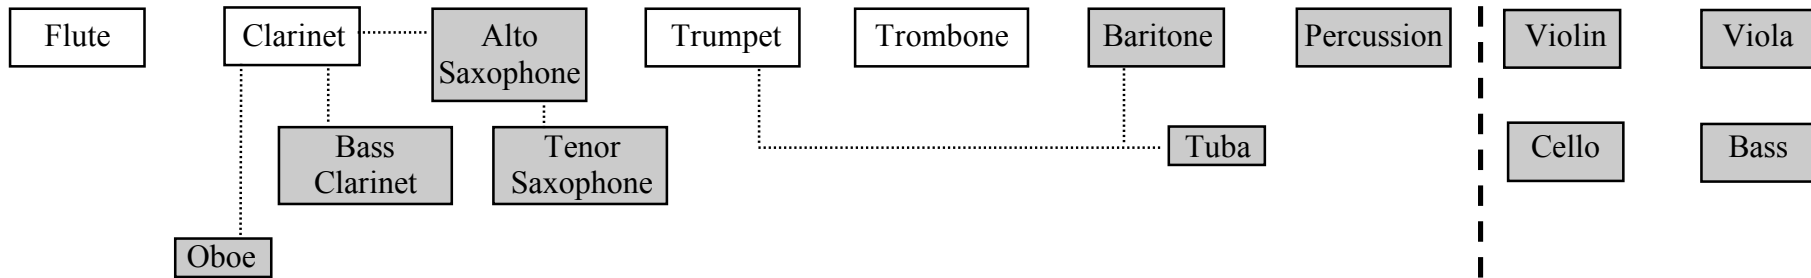 Flute
Clarinet
Alto
Saxophone
Trumpet
Trombone
Baritone
Percussion
Violin
Viola
Bass
Clarinet
Tenor
Saxophone
Tuba
Cello
Bass
Oboe